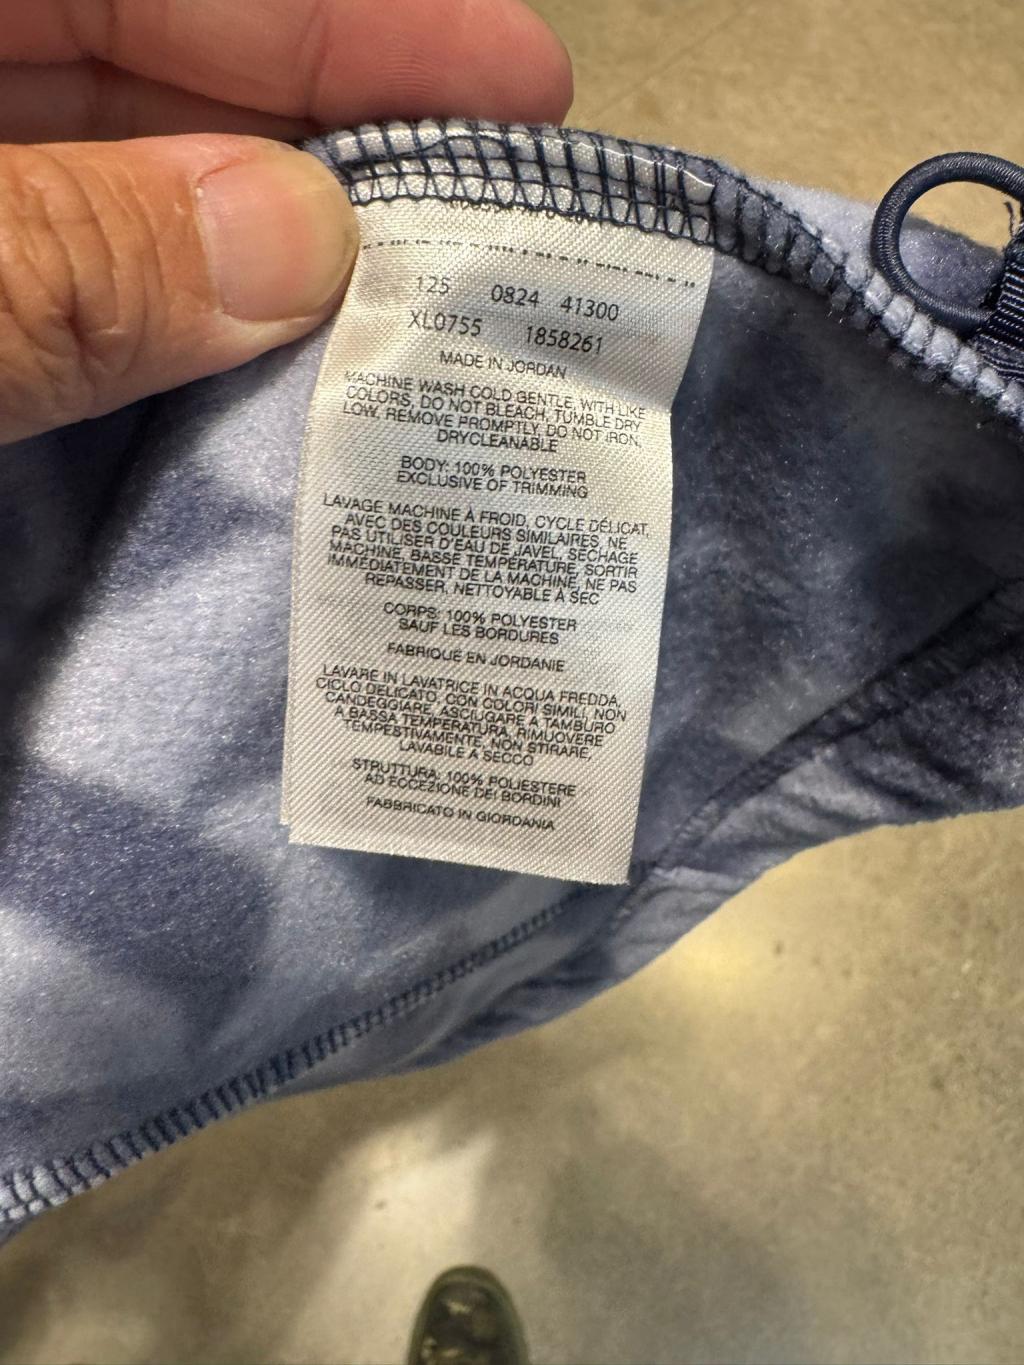 125 0824 41300
XL0755 1858261
MADE IN JORDAN
MACHINE WASH COLD GENTLE, WITH LIKE
COLORS, DO NOT BLEACH, TUMBLE DRY
LOW, REMOVE PROMPTLY, DO NOT IRON,
DRYCLEANABLE
BODY: 100% POLYESTER
EXCLUSIVE OF TRIMMING
LAVAGE MACHINE À FROID, CYCLE DÉLICAT,
AVEC DES COULEURS SIMILAIRES, NE
PAS UTILISER D'EAU DE JAVEL, SÉCHAGE
MACHINE, BASSE TEMPÉRATURE, SORTIR
IMMÉDIATEMENT DE LA MACHINE, NE PAS
REPASSER, NETTOYABLE À SEC
CORPS: 100% POLYESTER
SAUF LES BORDURES
FABRIQUÉ EN JORDANIE
LAVARE IN LAVATRICE IN ACQUA FREDDA,
CICLO DELICATO, CON COLORI SIMILI, NON
CANDEGGIARE, ASCIUGARE A TAMBURO
A BASSA TEMPERATURA, RIMUOVERE
TEMPESTIVAMENTE, NON STIRARE,
LAVABILE A SECCO
STRUTTURA: 100% POLIESTERE
AD ECCEZIONE DEI BORDINI
FABBRICATO IN GIORDANIA